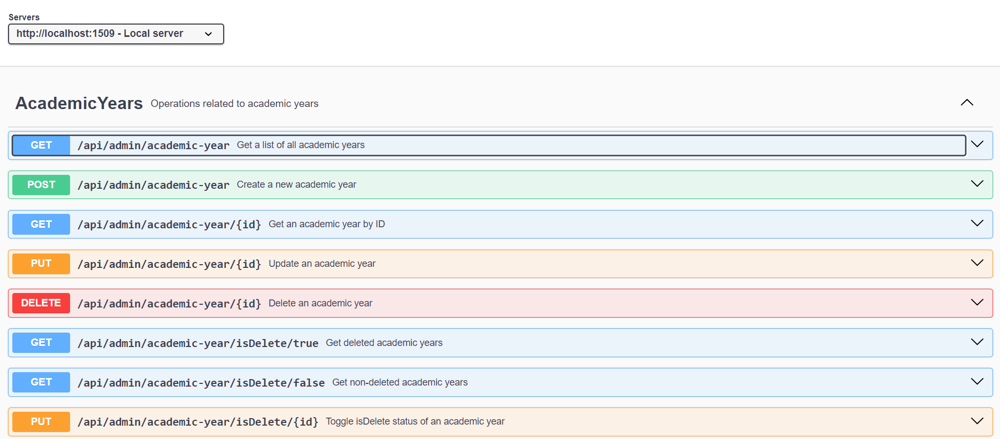 Servers
http://localhost:1509 - Local server
AcademicYears Operations related to academic years
GET /api/admin/academic-year Get a list of all academic years
POST /api/admin/academic-year Create a new academic year
GET /api/admin/academic-year/{id} Get an academic year by ID
PUT /api/admin/academic-year/{id} Update an academic year
DELETE /api/admin/academic-year/{id} Delete an academic year
GET /api/admin/academic-year/isDelete/true Get deleted academic years
GET /api/admin/academic-year/isDelete/false Get non-deleted academic years
PUT /api/admin/academic-year/isDelete/{id} Toggle isDelete status of an academic year